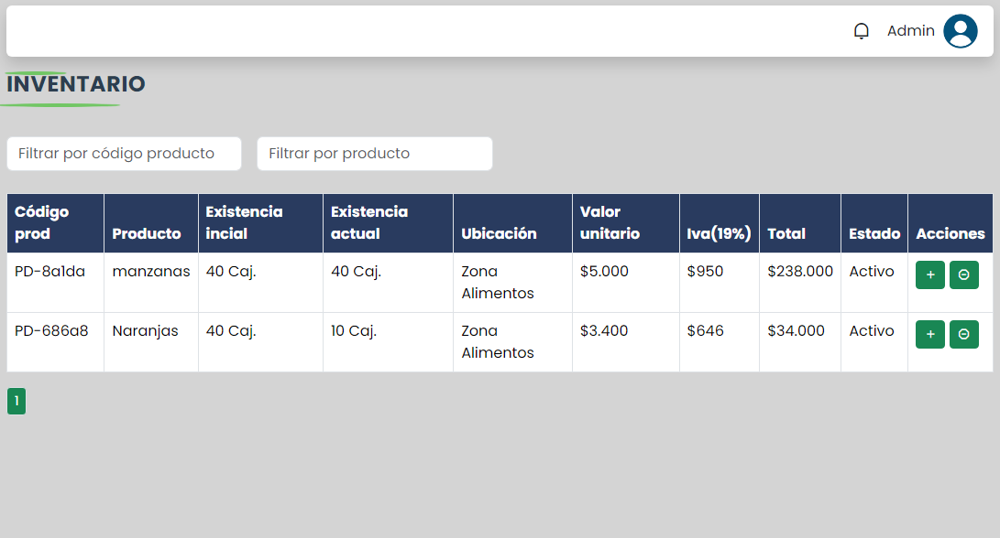 Admin
INVENTARIO
Filtrar por código producto Filtrar por producto
Código prod Producto Existencia incial Existencia actual Ubicación Valor unitario Iva(19%) Total Estado Acciones
PD-8a1da manzanas 40 Caj. 40 Caj. Zona Alimentos $5.000 $950 $238.000 Activo +
PD-686a8 Naranjas 40 Caj. 10 Caj. Zona Alimentos $3.400 $646 $34.000 Activo +
1